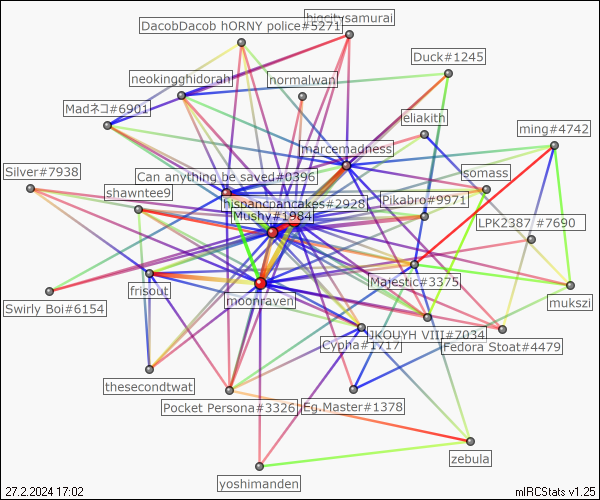 bigcitysamurai
DacobDacob hORNY police#5271
Duck#1245
neokingghidorah
normalwan
Madネコ#6901
eliakith
ming#4742
marcemadness
Silver#7938
Can anything be saved#0396
somass
shawntee9
Pikabro#9971
hispanicpancakes#2928
Mushy#1984
LPK2387 #7690
Majestic#3375
frisout
moonraven
mukszi
Swirly Boi#6154
JKOUYH VIII#7034
Cypha#1717
Fedora Stoat#4479
thesecondtwat
Pocket Persona#3326
Eg.Master#1378
zebula
yoshimanden
27.2.2024 17:02
mIRCStats v1.25